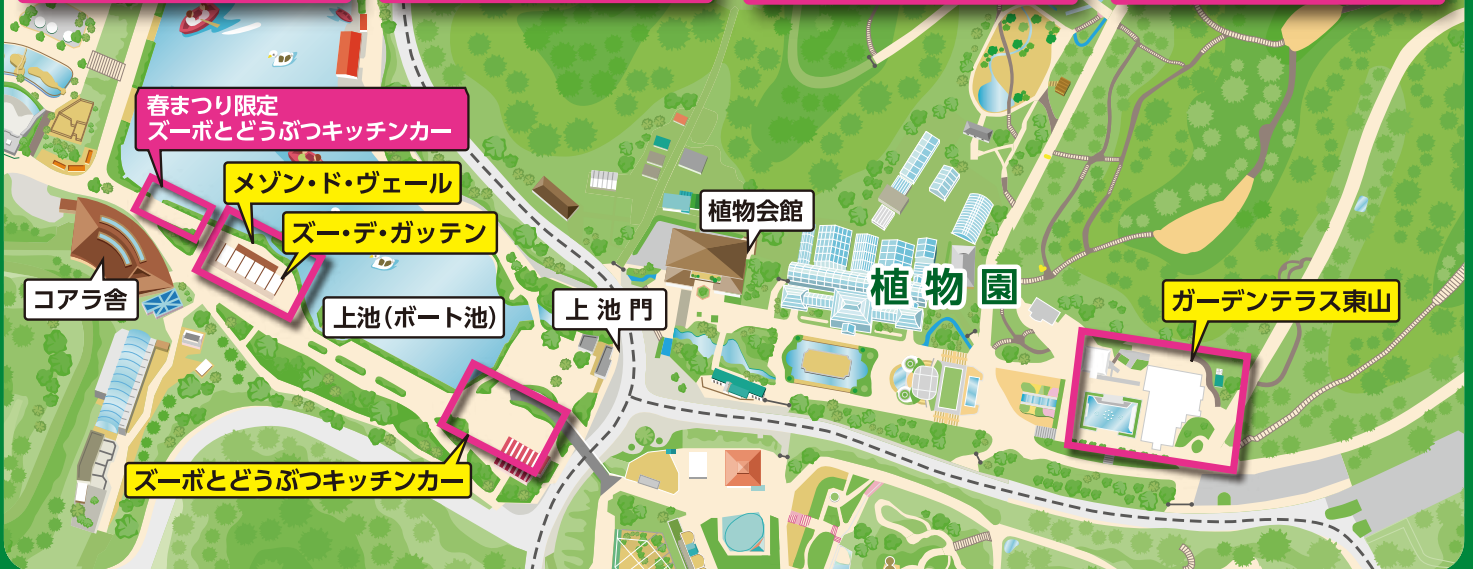 春まつり限定
ズーボとどうぶつキッチンカー
メゾン・ド・ヴェール
ズー・デ・ガッテン
植物会館
植物園
コアラ舎
上池(ボート池)
上池門
ガーデンテラス東山
ズーボとどうぶつキッチンカー